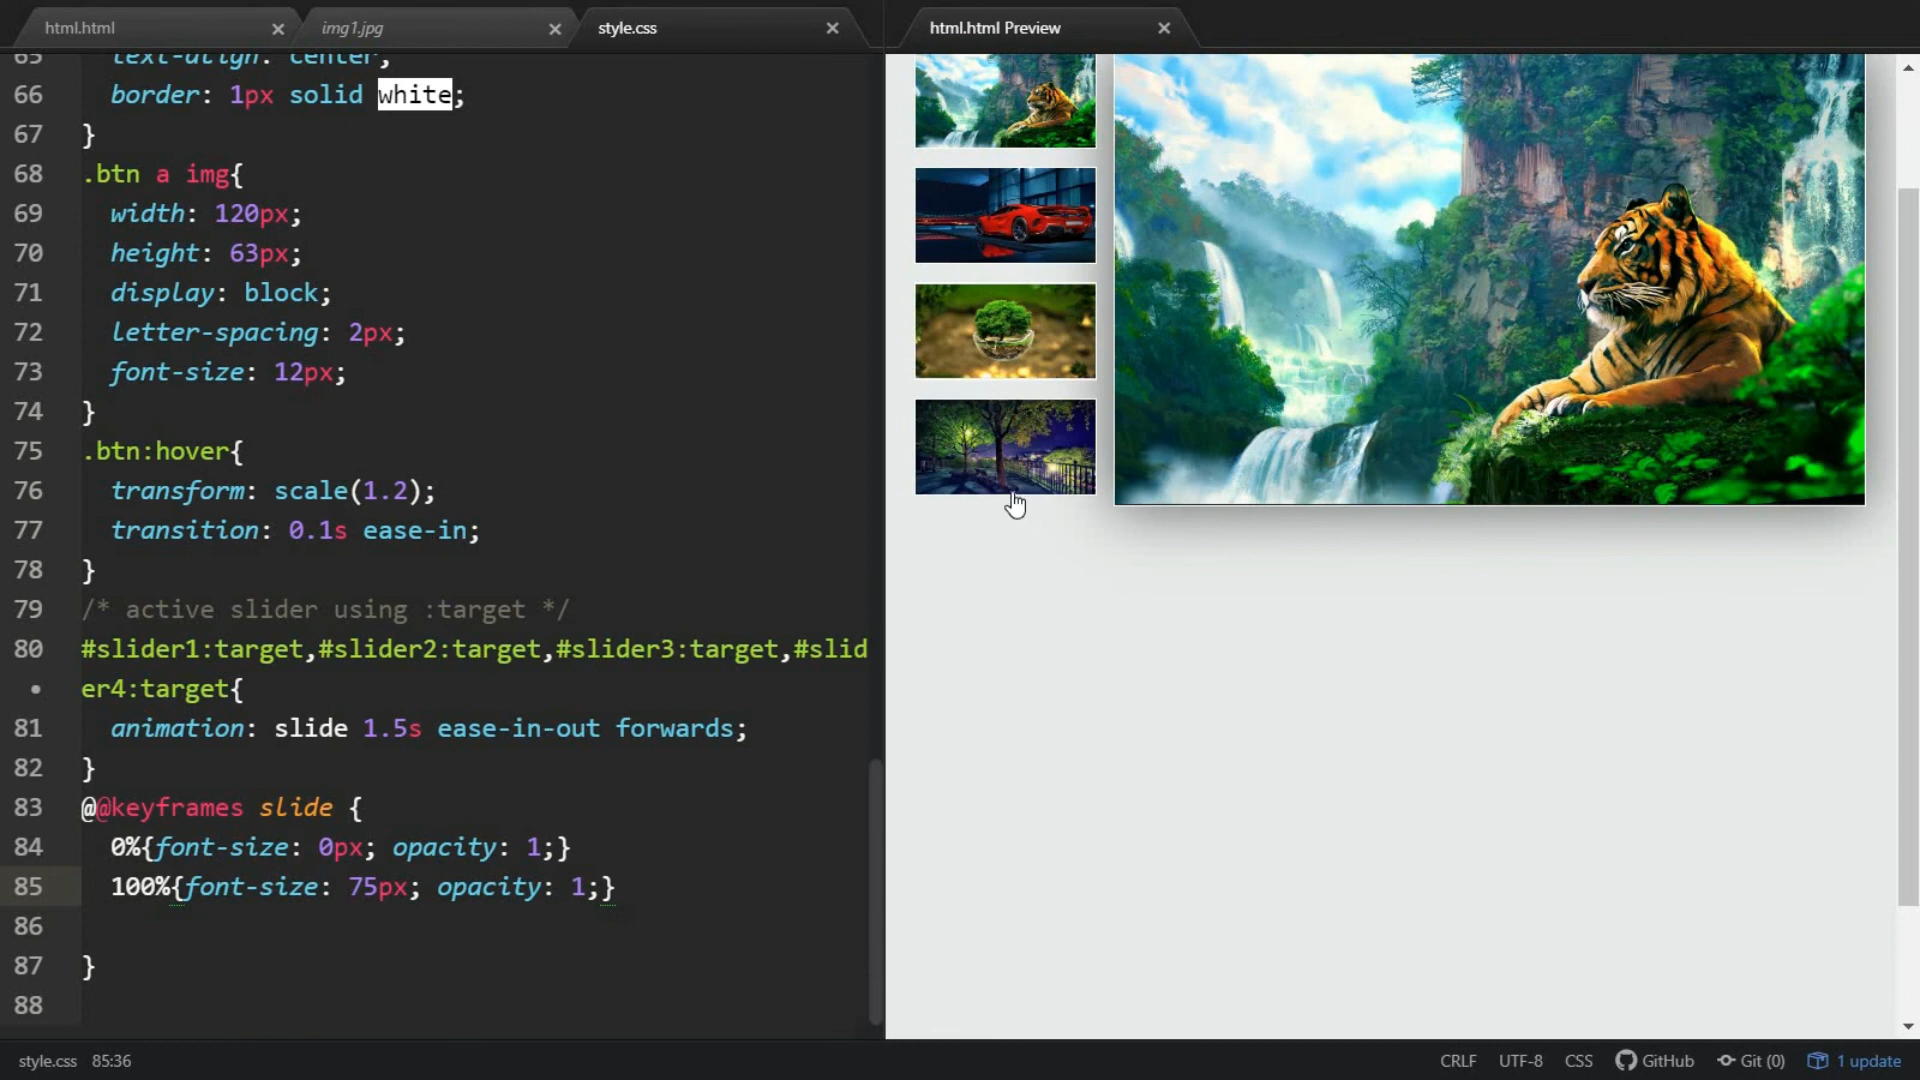 html.html
img1.jpg
style.css
html.html Preview
65 text-align: center;
66 border: 1px solid white;
67 }
68 .btn a img{
69 width: 120px;
70 height: 63px;
71 display: block;
72 letter-spacing: 2px;
73 font-size: 12px;
74 }
75 .btn:hover{
76 transform: scale(1.2);
77 transition: 0.1s ease-in;
78 }
79 /* active slider using :target */
80 #slider1:target,#slider2:target,#slider3:target,#slid
• er4:target{
81 animation: slide 1.5s ease-in-out forwards;
82 }
83 @@keyframes slide {
84 0%{font-size: 0px; opacity: 1;}
85 100%{font-size: 75px; opacity: 1;}
86
87 }
88
style.css 85:36
CRLF UTF-8 CSS GitHub Git (0) 1 update